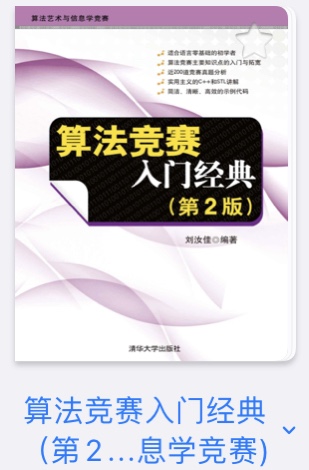 算法艺术与信息学竞赛
适合语言零基础的初学者
算法竞赛主要知识点的入门与拓宽
近200道竞赛真题分析
实用主义的C++和STL讲解
简洁、清晰、高效的示例代码
算法竞赛
入门经典
（第2版）
刘汝佳◎编著
清华大学出版社
算法竞赛入门经典
（第2...息学竞赛)